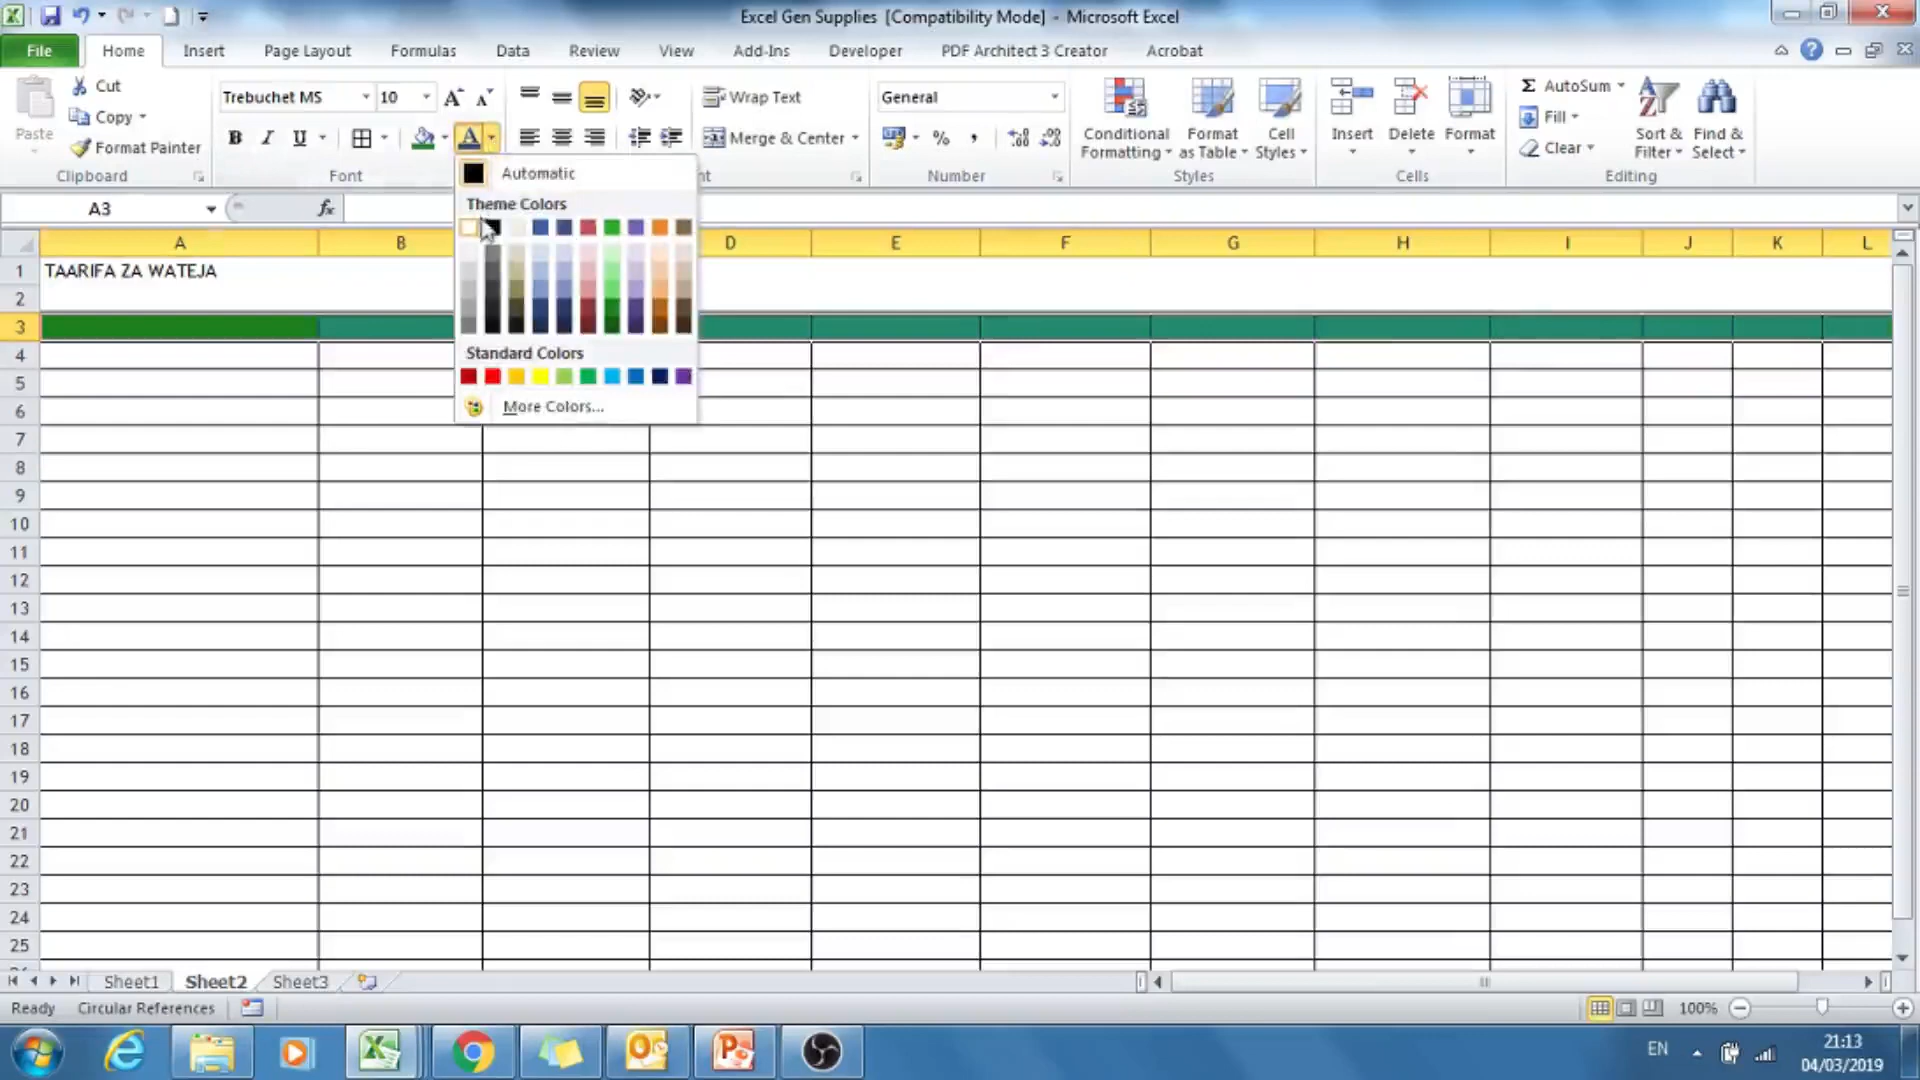 Excel Gen Supplies [Compatibility Mode] - Microsoft Excel
File Home Insert Page Layout Formulas Data Review View Add-Ins Developer PDF Architect 3 Creator Acrobat
Paste
Cut
Copy
Format Painter
Clipboard
Trebuchet MS 10
B I U
Font
Wrap Text
Merge & Center
General
%
Number
Conditional Formatting
Format as Table
Cell Styles
Styles
Insert Delete Format
Cells
Σ AutoSum
Fill
Clear
Sort & Filter
Find & Select
Editing
Automatic
Theme Colors
Standard Colors
More Colors...
A3 fx
A B D E F G H I J K L
1 TAARIFA ZA WATEJA
2
3
4
5
6
7
8
9
10
11
12
13
14
15
16
17
18
19
20
21
22
23
24
25
Sheet1 Sheet2 Sheet3
Ready Circular References 100%
EN
21:13
04/03/2019